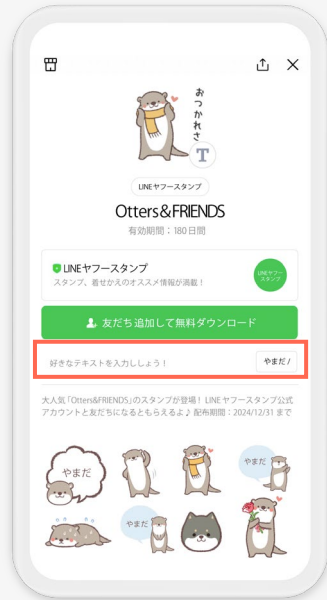 おつかれさ
T
LINEヤフースタンプ
Otters&FRIENDS
有効期間：180日間
LINEヤフースタンプ
スタンプ、着せかえのオススメ情報が満載！
LINEヤフー
スタンプ
友だち追加して無料ダウンロード
好きなテキストを入力ししょう！
やまだ /
大人気「Otters&FRIENDS」のスタンプが登場！ LINEヤフースタンプ公式
アカウントと友だちになるともらえるよ♪ 配布期間：2024/12/31 まで
やまだ
やまだ
やまだ